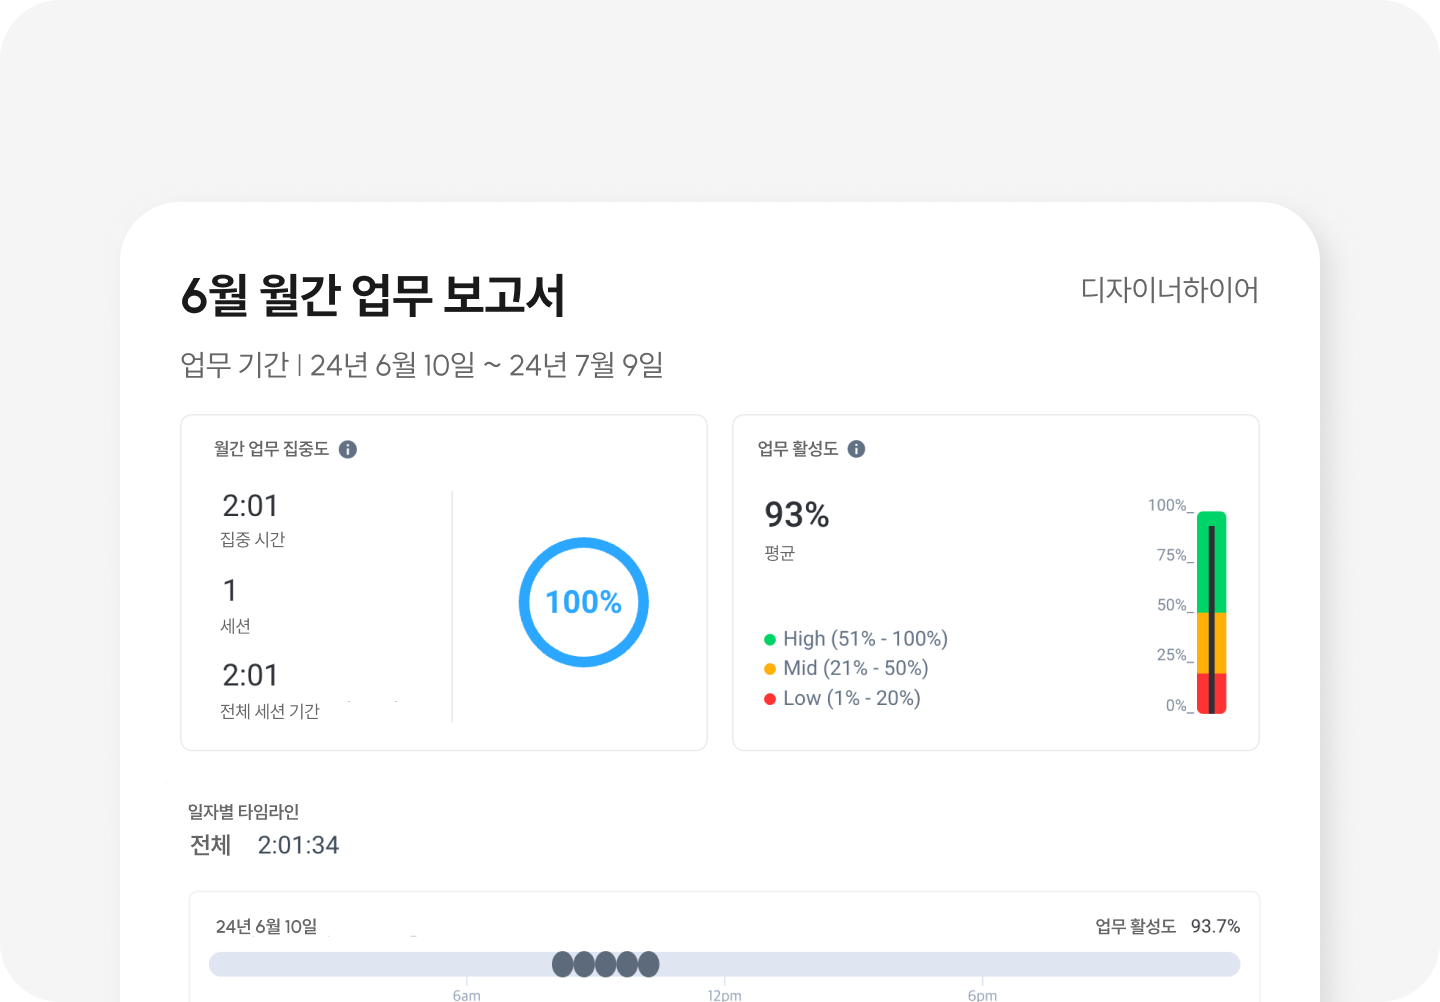 6월 월간 업무 보고서
디자이너하이어
업무 기간 | 24년 6월 10일 ~ 24년 7월 9일
월간 업무 집중도
2:01
집중 시간
1
세션
2:01
전체 세션 기간
100%
업무 활성도
93%
평균
High (51% - 100%)
Mid (21% - 50%)
Low (1% - 20%)
100%_
75%_
50%_
25%_
0%_
일자별 타임라인
전체 2:01:34
24년 6월 10일
업무 활성도 93.7%
6am 12pm 6pm